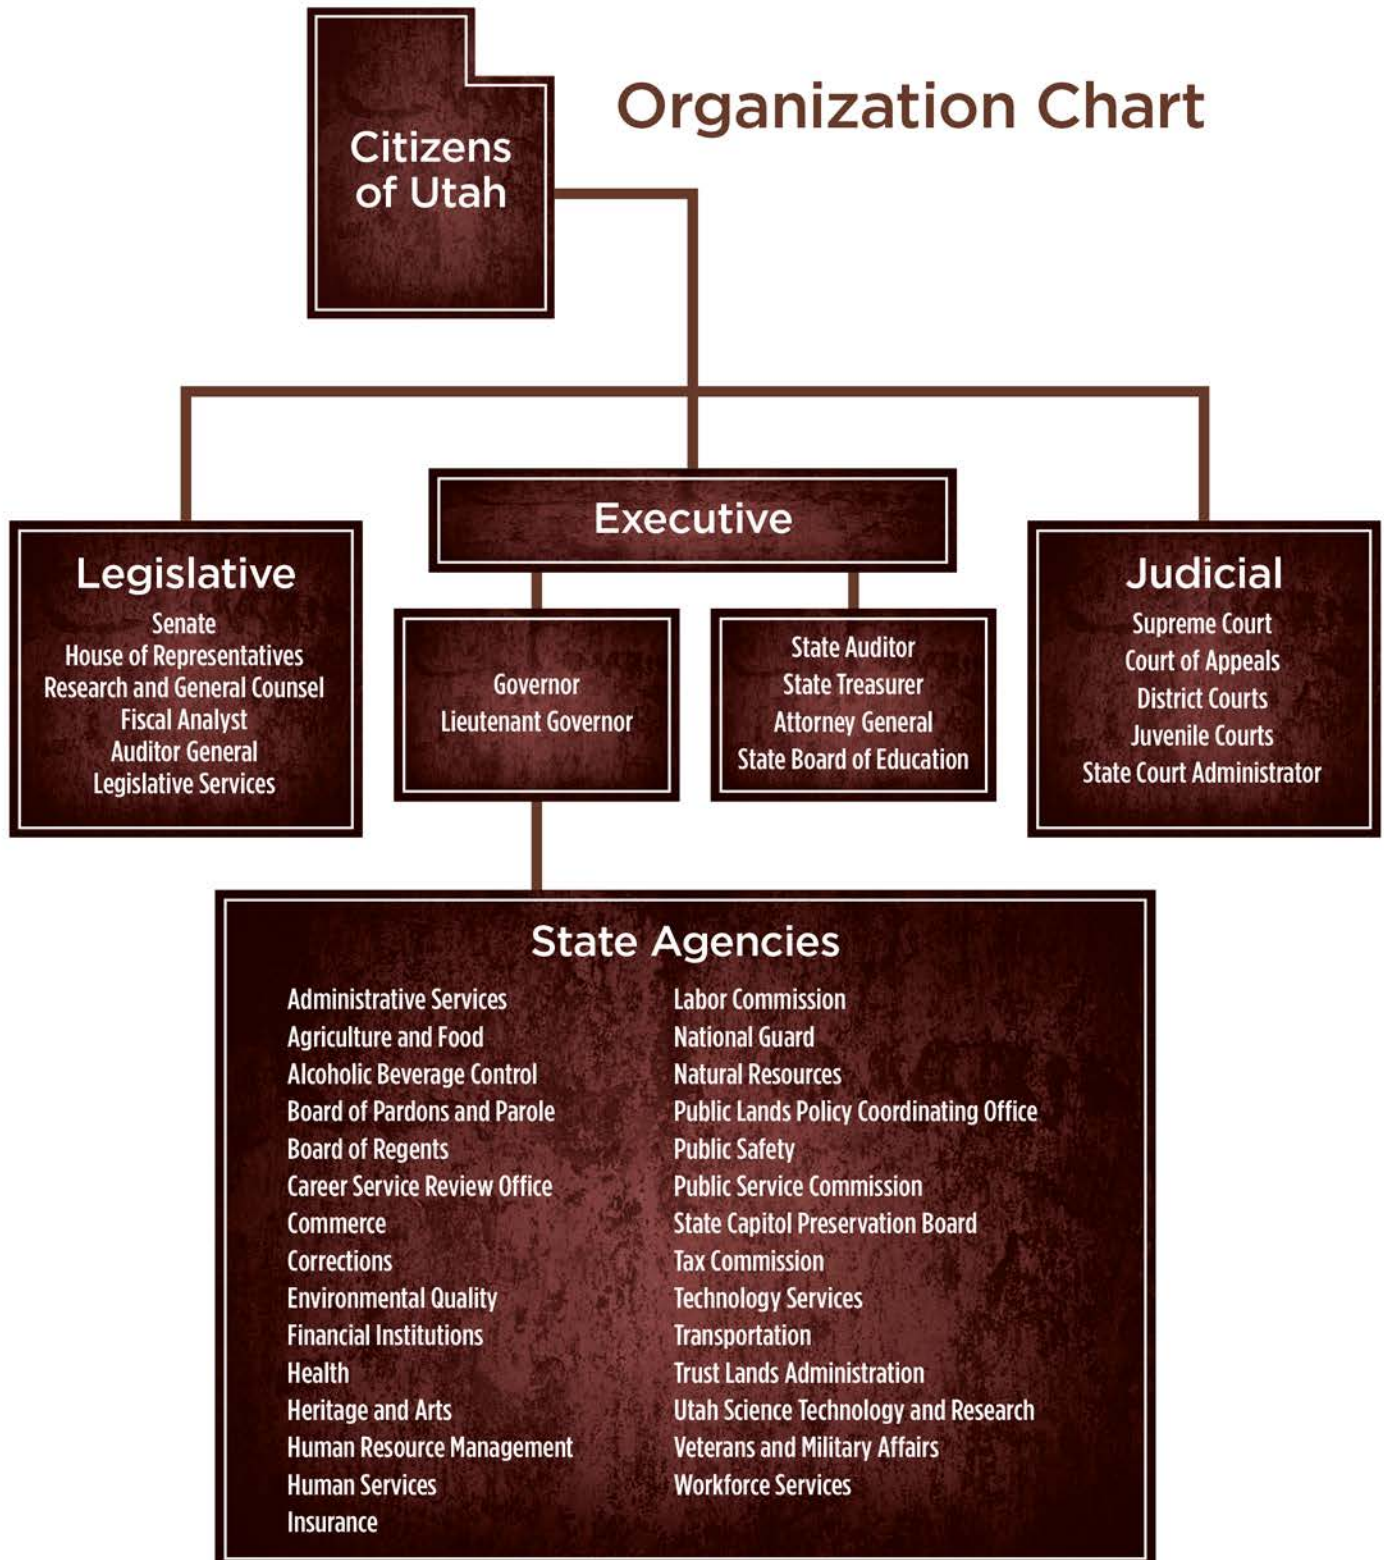 Citizens
of Utah
Organization Chart
Legislative
Senate
House of Representatives
Research and General Counsel
Fiscal Analyst
Auditor General
Legislative Services
Executive
Governor
Lieutenant Governor
State Auditor
State Treasurer
Attorney General
State Board of Education
Judicial
Supreme Court
Court of Appeals
District Courts
Juvenile Courts
State Court Administrator
State Agencies
Administrative Services
Agriculture and Food
Alcoholic Beverage Control
Board of Pardons and Parole
Board of Regents
Career Service Review Office
Commerce
Corrections
Environmental Quality
Financial Institutions
Health
Heritage and Arts
Human Resource Management
Human Services
Insurance
Labor Commission
National Guard
Natural Resources
Public Lands Policy Coordinating Office
Public Safety
Public Service Commission
State Capitol Preservation Board
Tax Commission
Technology Services
Transportation
Trust Lands Administration
Utah Science Technology and Research
Veterans and Military Affairs
Workforce Services